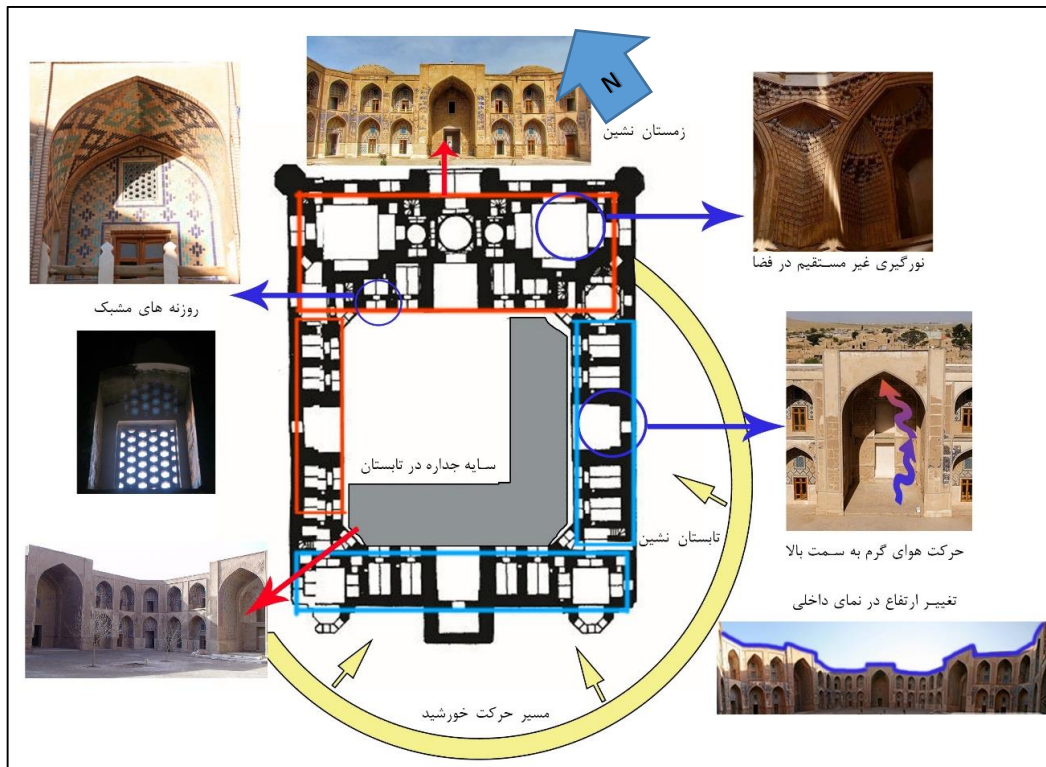 N
زمستان نشین
نورگیری غیر مستقیم در فضا
روزنه های مشبک
سایه جداره در تابستان
تابستان نشین
حرکت هوای گرم به سمت بالا
تغییر ارتفاع در نمای داخلی
مسیر حرکت خورشید